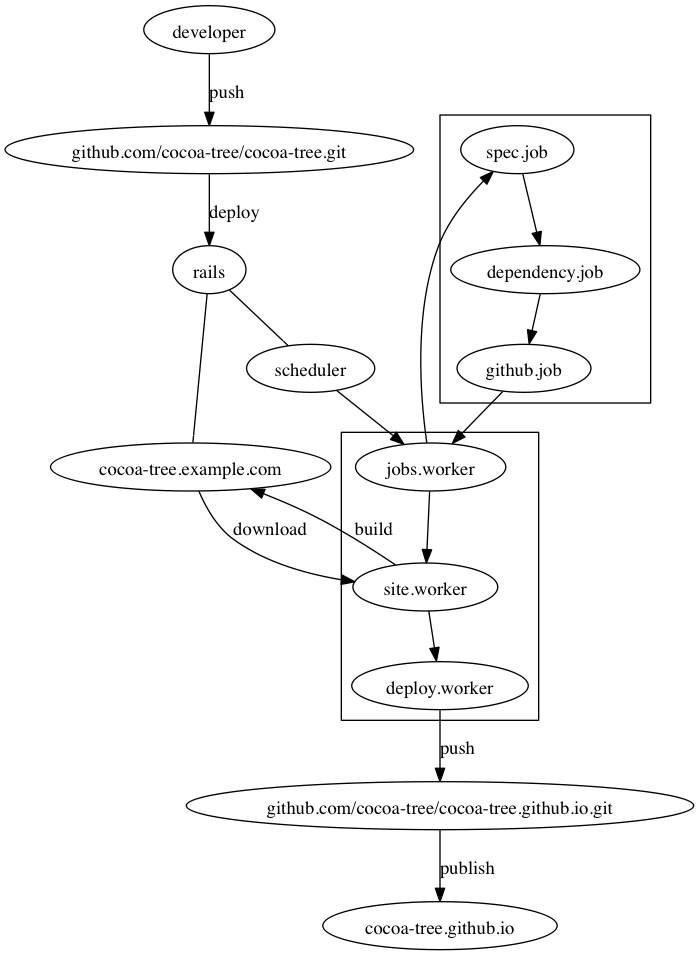 developer
push
github.com/cocoa-tree/cocoa-tree.git
spec.job
deploy
rails
dependency.job
scheduler
github.job
cocoa-tree.example.com
jobs.worker
download
build
site.worker
deploy.worker
push
github.com/cocoa-tree/cocoa-tree.github.io.git
publish
cocoa-tree.github.io